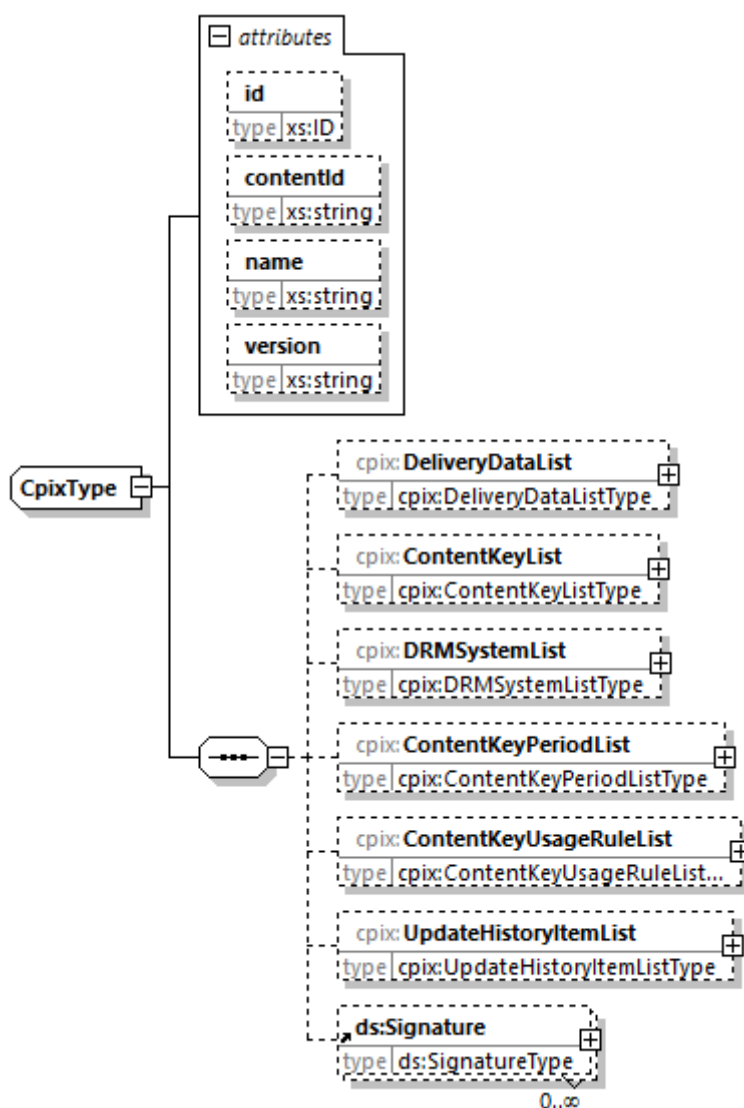 attributes
id
type xs:ID
contentId
type xs:string
name
type xs:string
version
type xs:string
CpixType
cpix: DeliveryDataList
type cpix:DeliveryDataListType
cpix: ContentKeyList
type cpix:ContentKeyListType
cpix: DRMSystemList
type cpix:DRMSystemListType
cpix: ContentKeyPeriodList
type cpix:ContentKeyPeriodListType
cpix: ContentKeyUsageRuleList
type cpix:ContentKeyUsageRuleList...
cpix: UpdateHistoryItemList
type cpix:UpdateHistoryItemListType
ds:Signature
type ds:SignatureType
0..∞